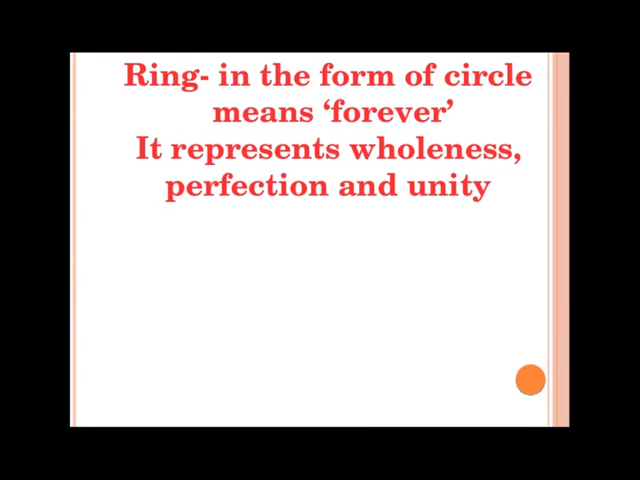 Ring- in the form of circle
means ‘forever’
It represents wholeness,
perfection and unity